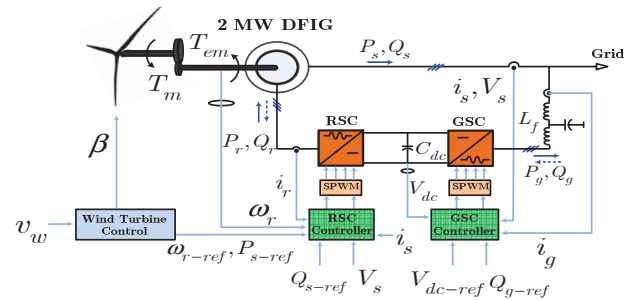 2 MW DFIG
T_em
T_m
P_s, Q_s
Grid
i_s, V_s
L_f
RSC
GSC
C_dc
P_r, Q_r
P_g, Q_g
β
i_r
V_dc
SPWM
SPWM
v_w
Wind Turbine Control
ω_r
RSC Controller
GSC Controller
i_s
i_g
ω_r-ref, P_s-ref
Q_s-ref
V_s
V_dc-ref
Q_g-ref